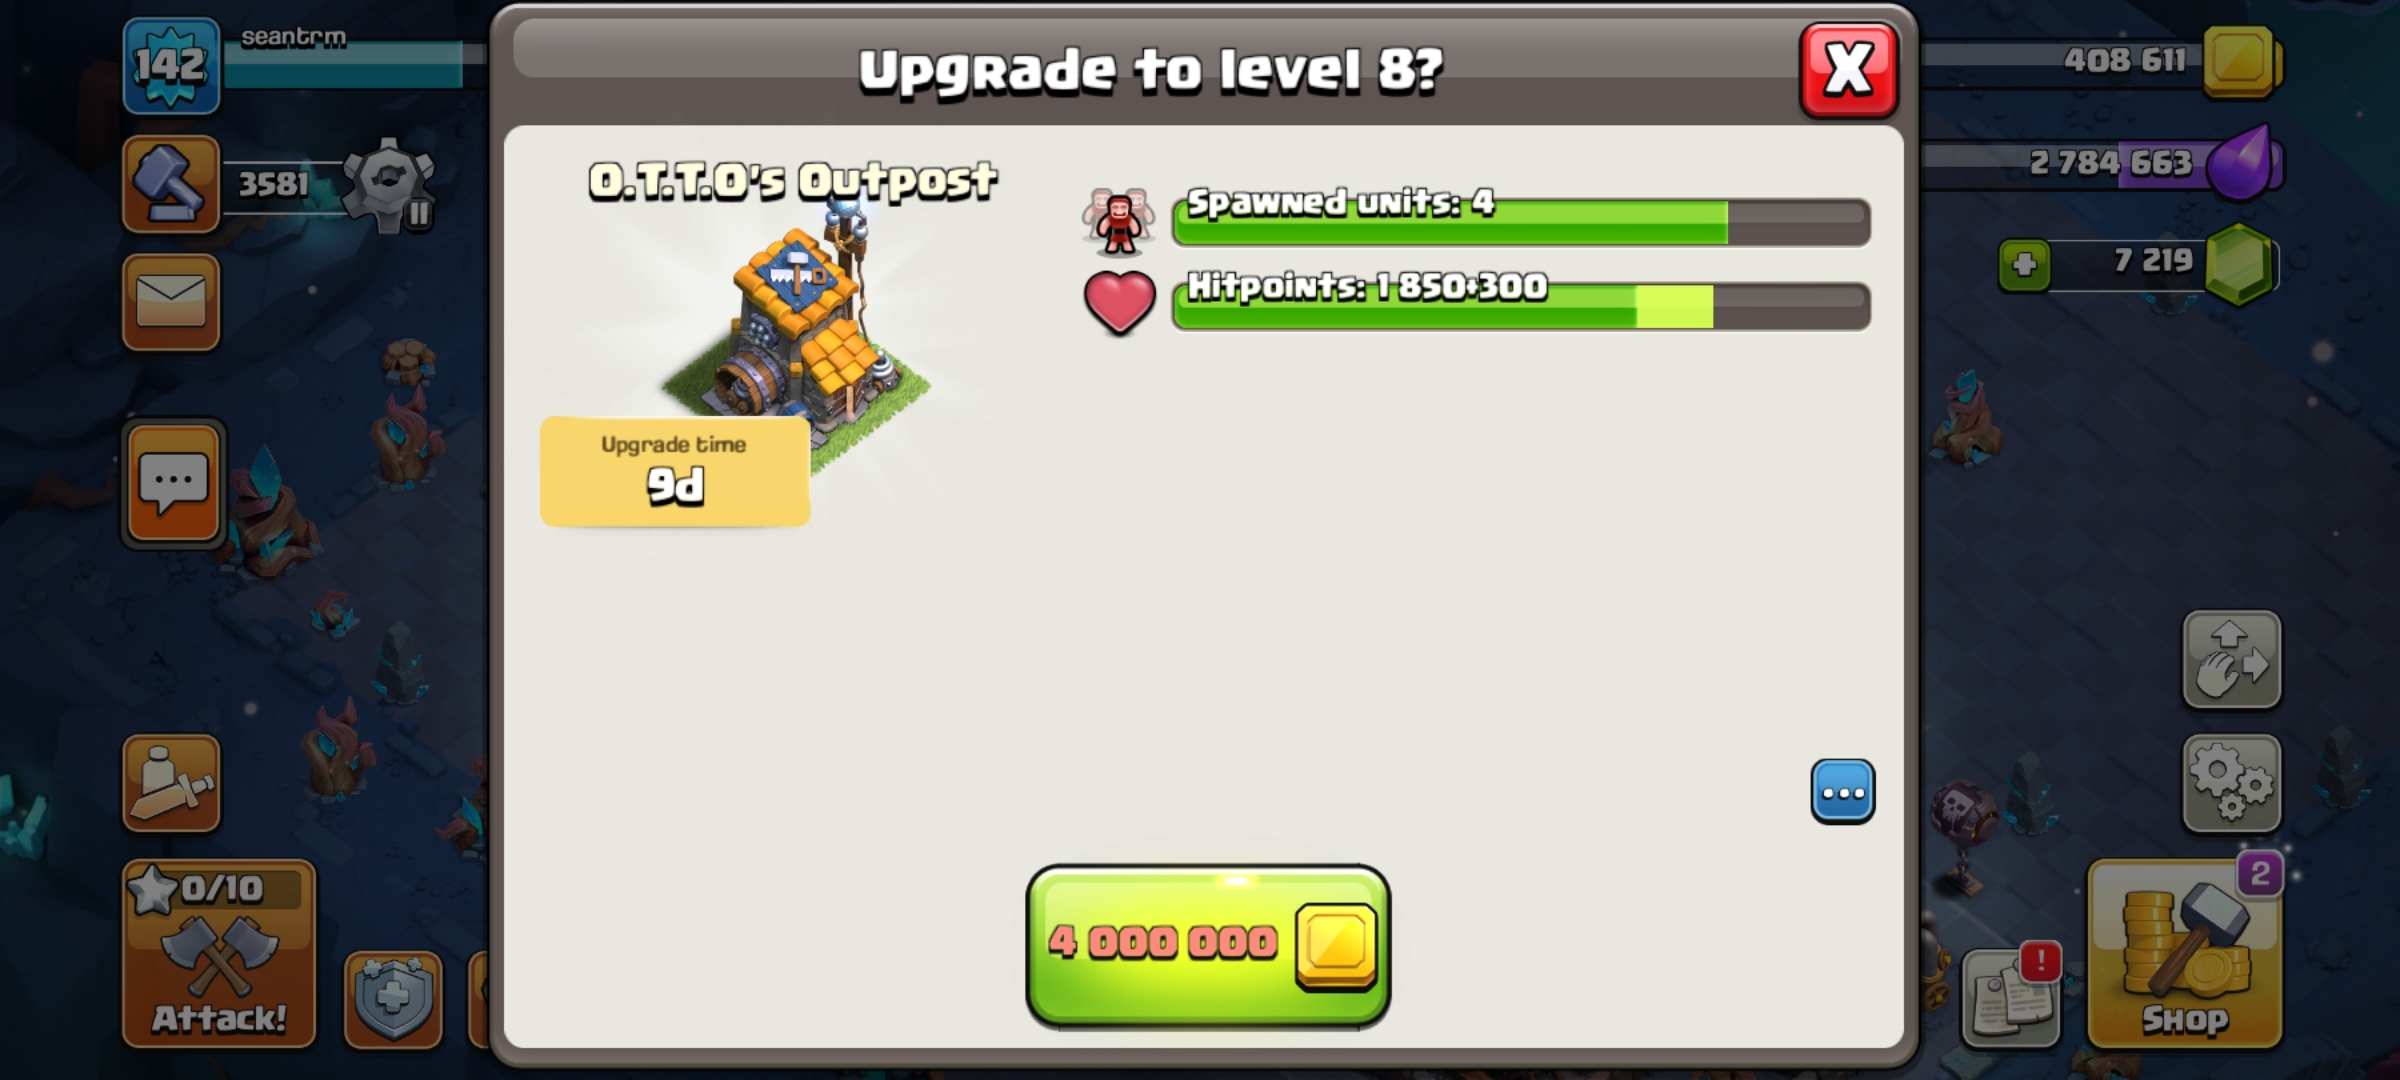 142
seantrm
3581
0/10
Attack!
Upgrade to level 8?
X
O.T.T.O's Outpost
Upgrade time
9d
Spawned units: 4
Hitpoints: 1 850+300
4 000 000
408 611
2 784 663
7 219
2
!
Shop